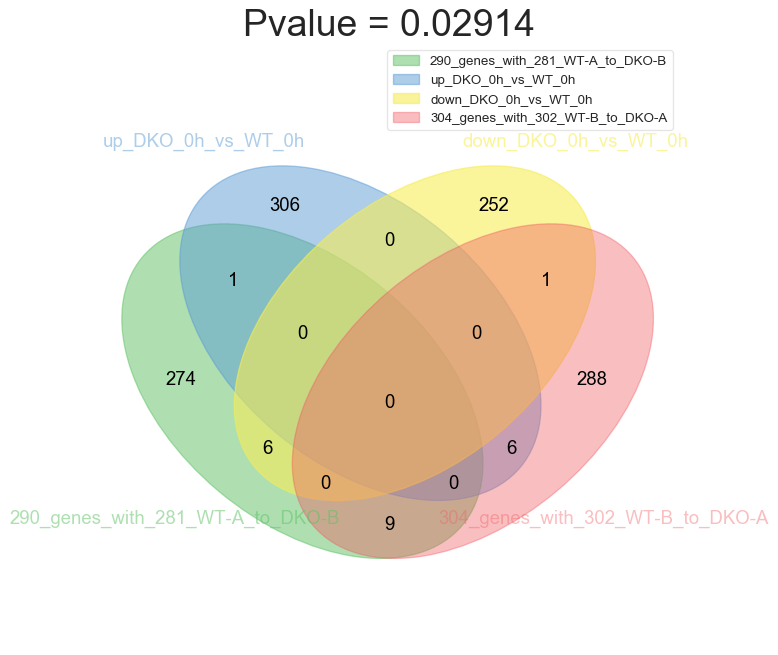 Pvalue = 0.02914
290_genes_with_281_WT-A_to_DKO-B
up_DKO_0h_vs_WT_0h
down_DKO_0h_vs_WT_0h
304_genes_with_302_WT-B_to_DKO-A
up_DKO_0h_vs_WT_0h down_DKO_0h_vs_WT_0h
306 252
0
1 1
0 0
274 288
0
6 6
0 0
290_genes_with_281_WT-A_to_DKO-B 9 304_genes_with_302_WT-B_to_DKO-A